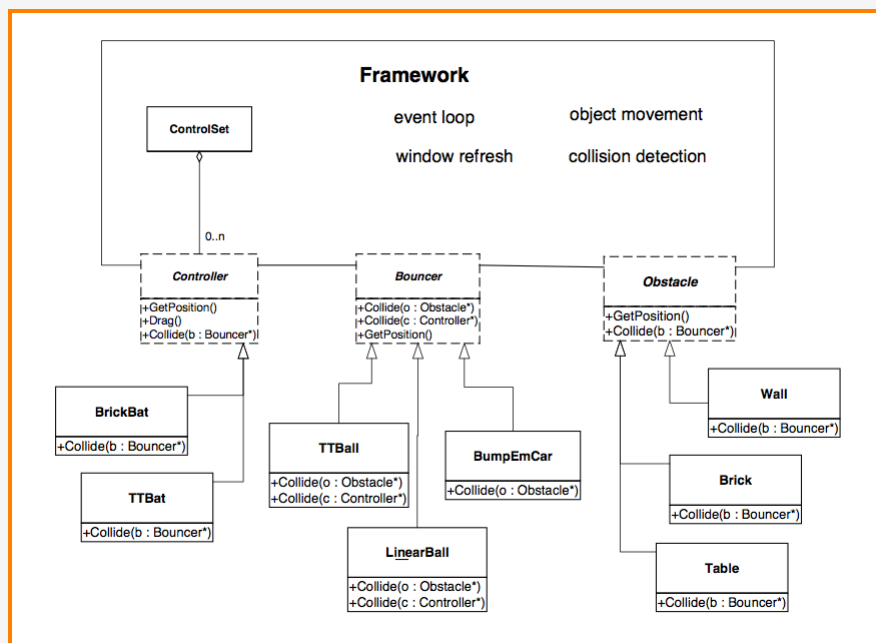 Framework
event loop
object movement
window refresh
collision detection
ControlSet
0..n
Controller
+GetPosition()
+Drag()
+Collide(b : Bouncer*)
Bouncer
+Collide(o : Obstacle*)
+Collide(c : Controller*)
+GetPosition()
Obstacle
+GetPosition()
+Collide(b : Bouncer*)
BrickBat
+Collide(b : Bouncer*)
TTBat
+Collide(b : Bouncer*)
TTBall
+Collide(o : Obstacle*)
+Collide(c : Controller*)
LinearBall
+Collide(o : Obstacle*)
+Collide(c : Controller*)
BumpEmCar
+Collide(o : Obstacle*)
Wall
+Collide(b : Bouncer*)
Brick
+Collide(b : Bouncer*)
Table
+Collide(b : Bouncer*)